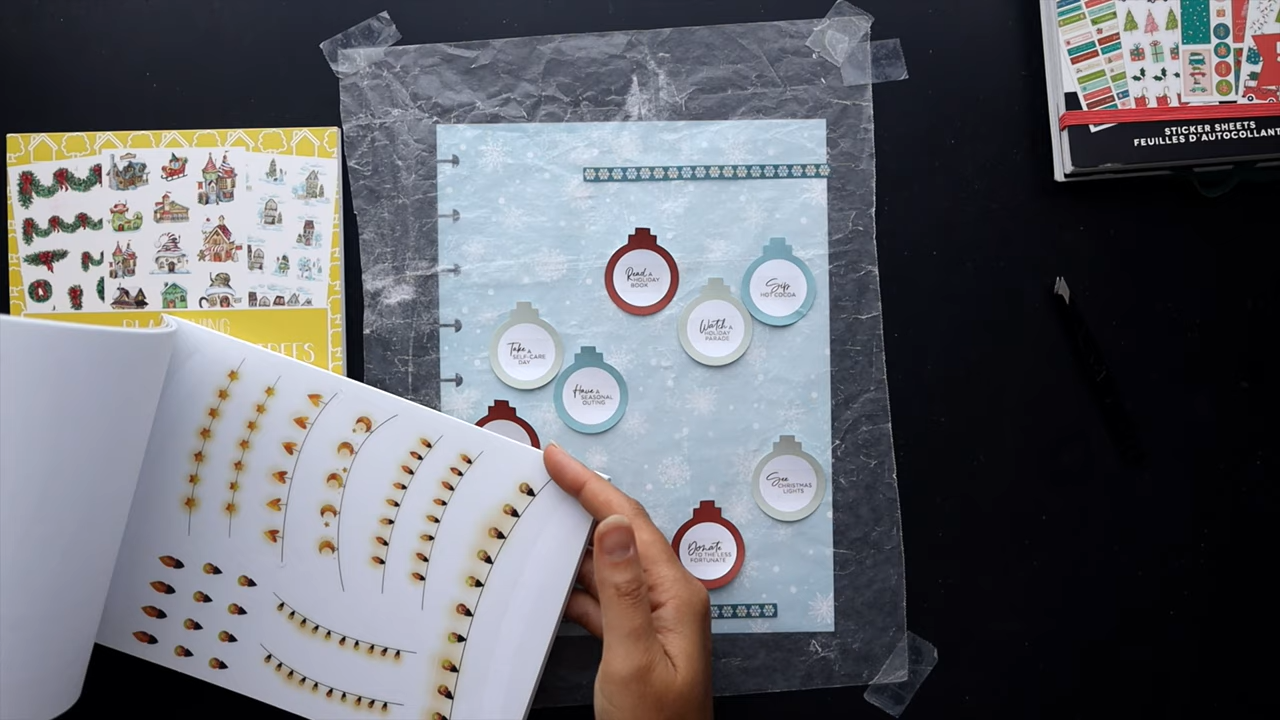 STICKER SHEETS
FEUILLES D'AUTOCOLLANT
Read A
HOLIDAY
BOOK
Sip
HOT COCOA
Watch A
HOLIDAY
PARADE
Take A
SELF-CARE
DAY
Have A
SEASONAL
OUTING
See
CHRISTMAS
LIGHTS
Donate
TO THE LESS
FORTUNATE